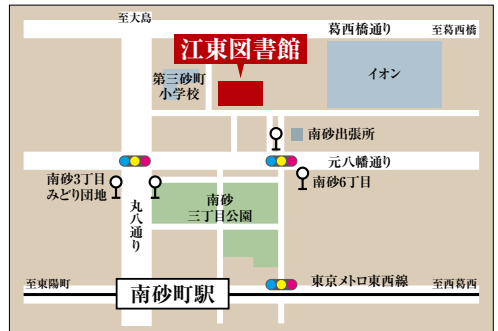 至大島
葛西橋通り
至葛西橋
江東図書館
第三砂町
小学校
イオン
南砂出張所
元八幡通り
南砂3丁目
みどり団地
南砂6丁目
丸八通り
南砂
三丁目公園
至東陽町
南砂町駅
東京メトロ東西線
至西葛西